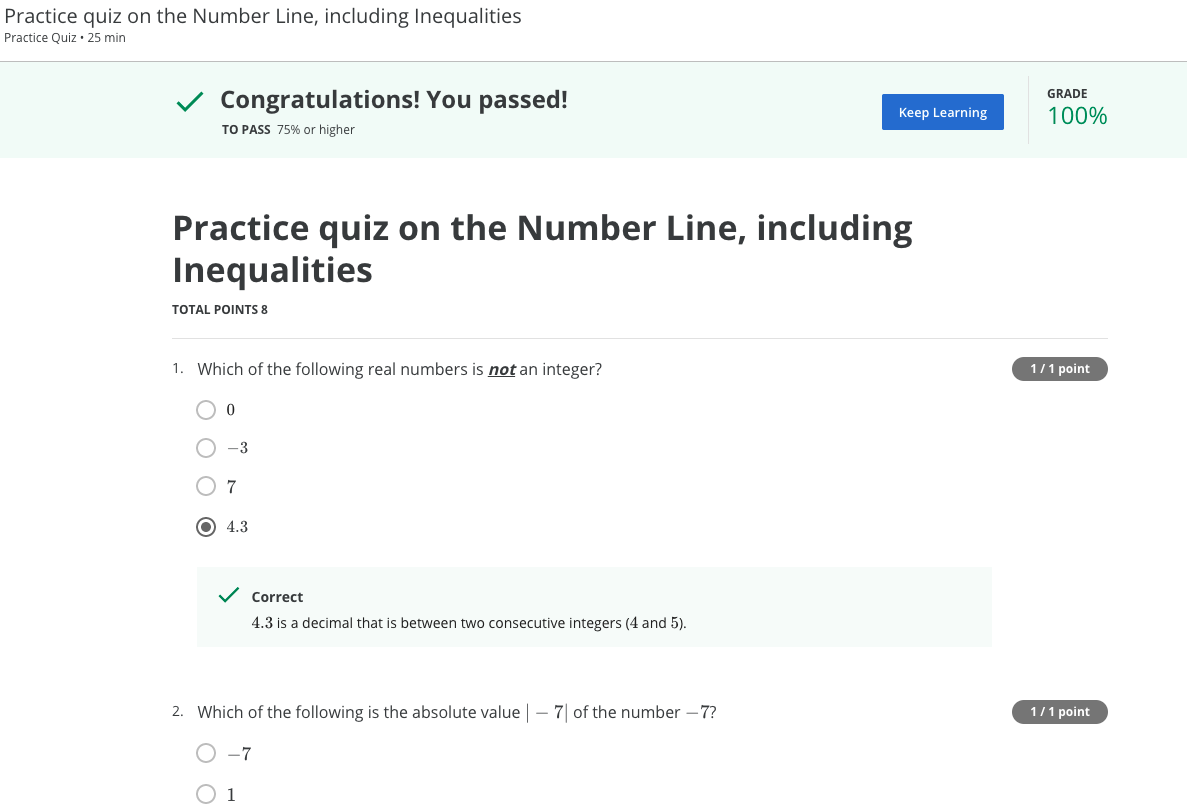 Practice quiz on the Number Line, including Inequalities
Practice Quiz • 25 min
Congratulations! You passed!
TO PASS 75% or higher
Keep Learning
GRADE
100%
Practice quiz on the Number Line, including
Inequalities
TOTAL POINTS 8
1. Which of the following real numbers is not an integer?
1 / 1 point
0
−3
7
4.3
Correct
4.3 is a decimal that is between two consecutive integers (4 and 5).
2. Which of the following is the absolute value | − 7| of the number −7?
1 / 1 point
−7
1